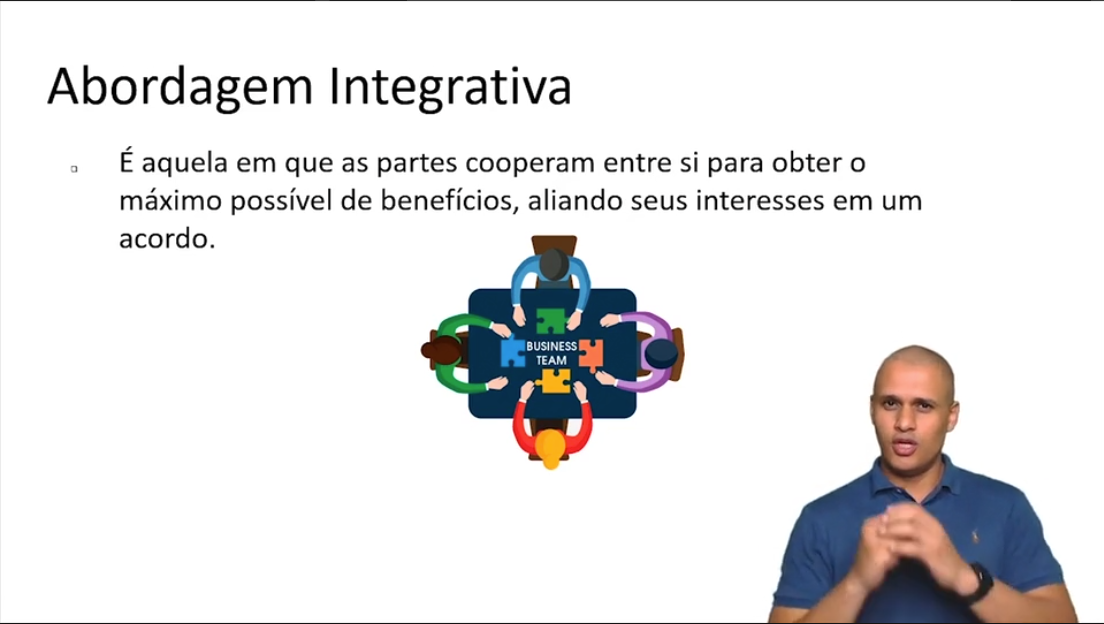 Abordagem Integrativa
É aquela em que as partes cooperam entre si para obter o
máximo possível de benefícios, aliando seus interesses em um
acordo.
BUSINESS
TEAM